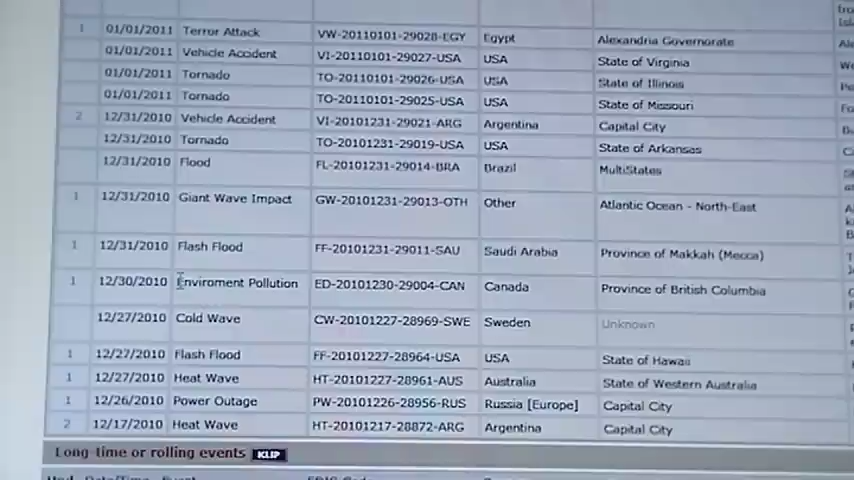 1 01/01/2011 Terror Attack VW-20110101-29028-EGY Egypt Alexandria Governorate
01/01/2011 Vehicle Accident VI-20110101-29027-USA USA State of Virginia
01/01/2011 Tornado TO-20110101-29026-USA USA State of Illinois
01/01/2011 Tornado TO-20110101-29025-USA USA State of Missouri
2 12/31/2010 Vehicle Accident VI-20101231-29021-ARG Argentina Capital City
12/31/2010 Tornado TO-20101231-29019-USA USA State of Arkansas
12/31/2010 Flood FL-20101231-29014-BRA Brazil MultiStates
1 12/31/2010 Giant Wave Impact GW-20101231-29013-OTH Other Atlantic Ocean - North-East
1 12/31/2010 Flash Flood FF-20101231-29011-SAU Saudi Arabia Province of Makkah (Mecca)
1 12/30/2010 Enviroment Pollution ED-20101230-29004-CAN Canada Province of British Columbia
12/27/2010 Cold Wave CW-20101227-28969-SWE Sweden Unknown
1 12/27/2010 Flash Flood FF-20101227-28964-USA USA State of Hawaii
1 12/27/2010 Heat Wave HT-20101227-28961-AUS Australia State of Western Australia
1 12/26/2010 Power Outage PW-20101226-28956-RUS Russia [Europe] Capital City
2 12/17/2010 Heat Wave HT-20101217-28872-ARG Argentina Capital City
Long-time or rolling events KLIP